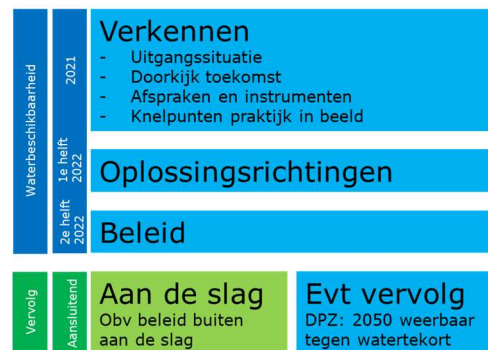 Waterbeschikbaarheid
2021
Verkennen
- Uitgangssituatie
- Doorkijk toekomst
- Afspraken en instrumenten
- Knelpunten praktijk in beeld
1e helft
2022
Oplossingsrichtingen
2e helft
2022
Beleid
Vervolg
Aansluitend
Aan de slag
Obv beleid buiten
aan de slag
Evt vervolg
DPZ: 2050 weerbaar
tegen watertekort